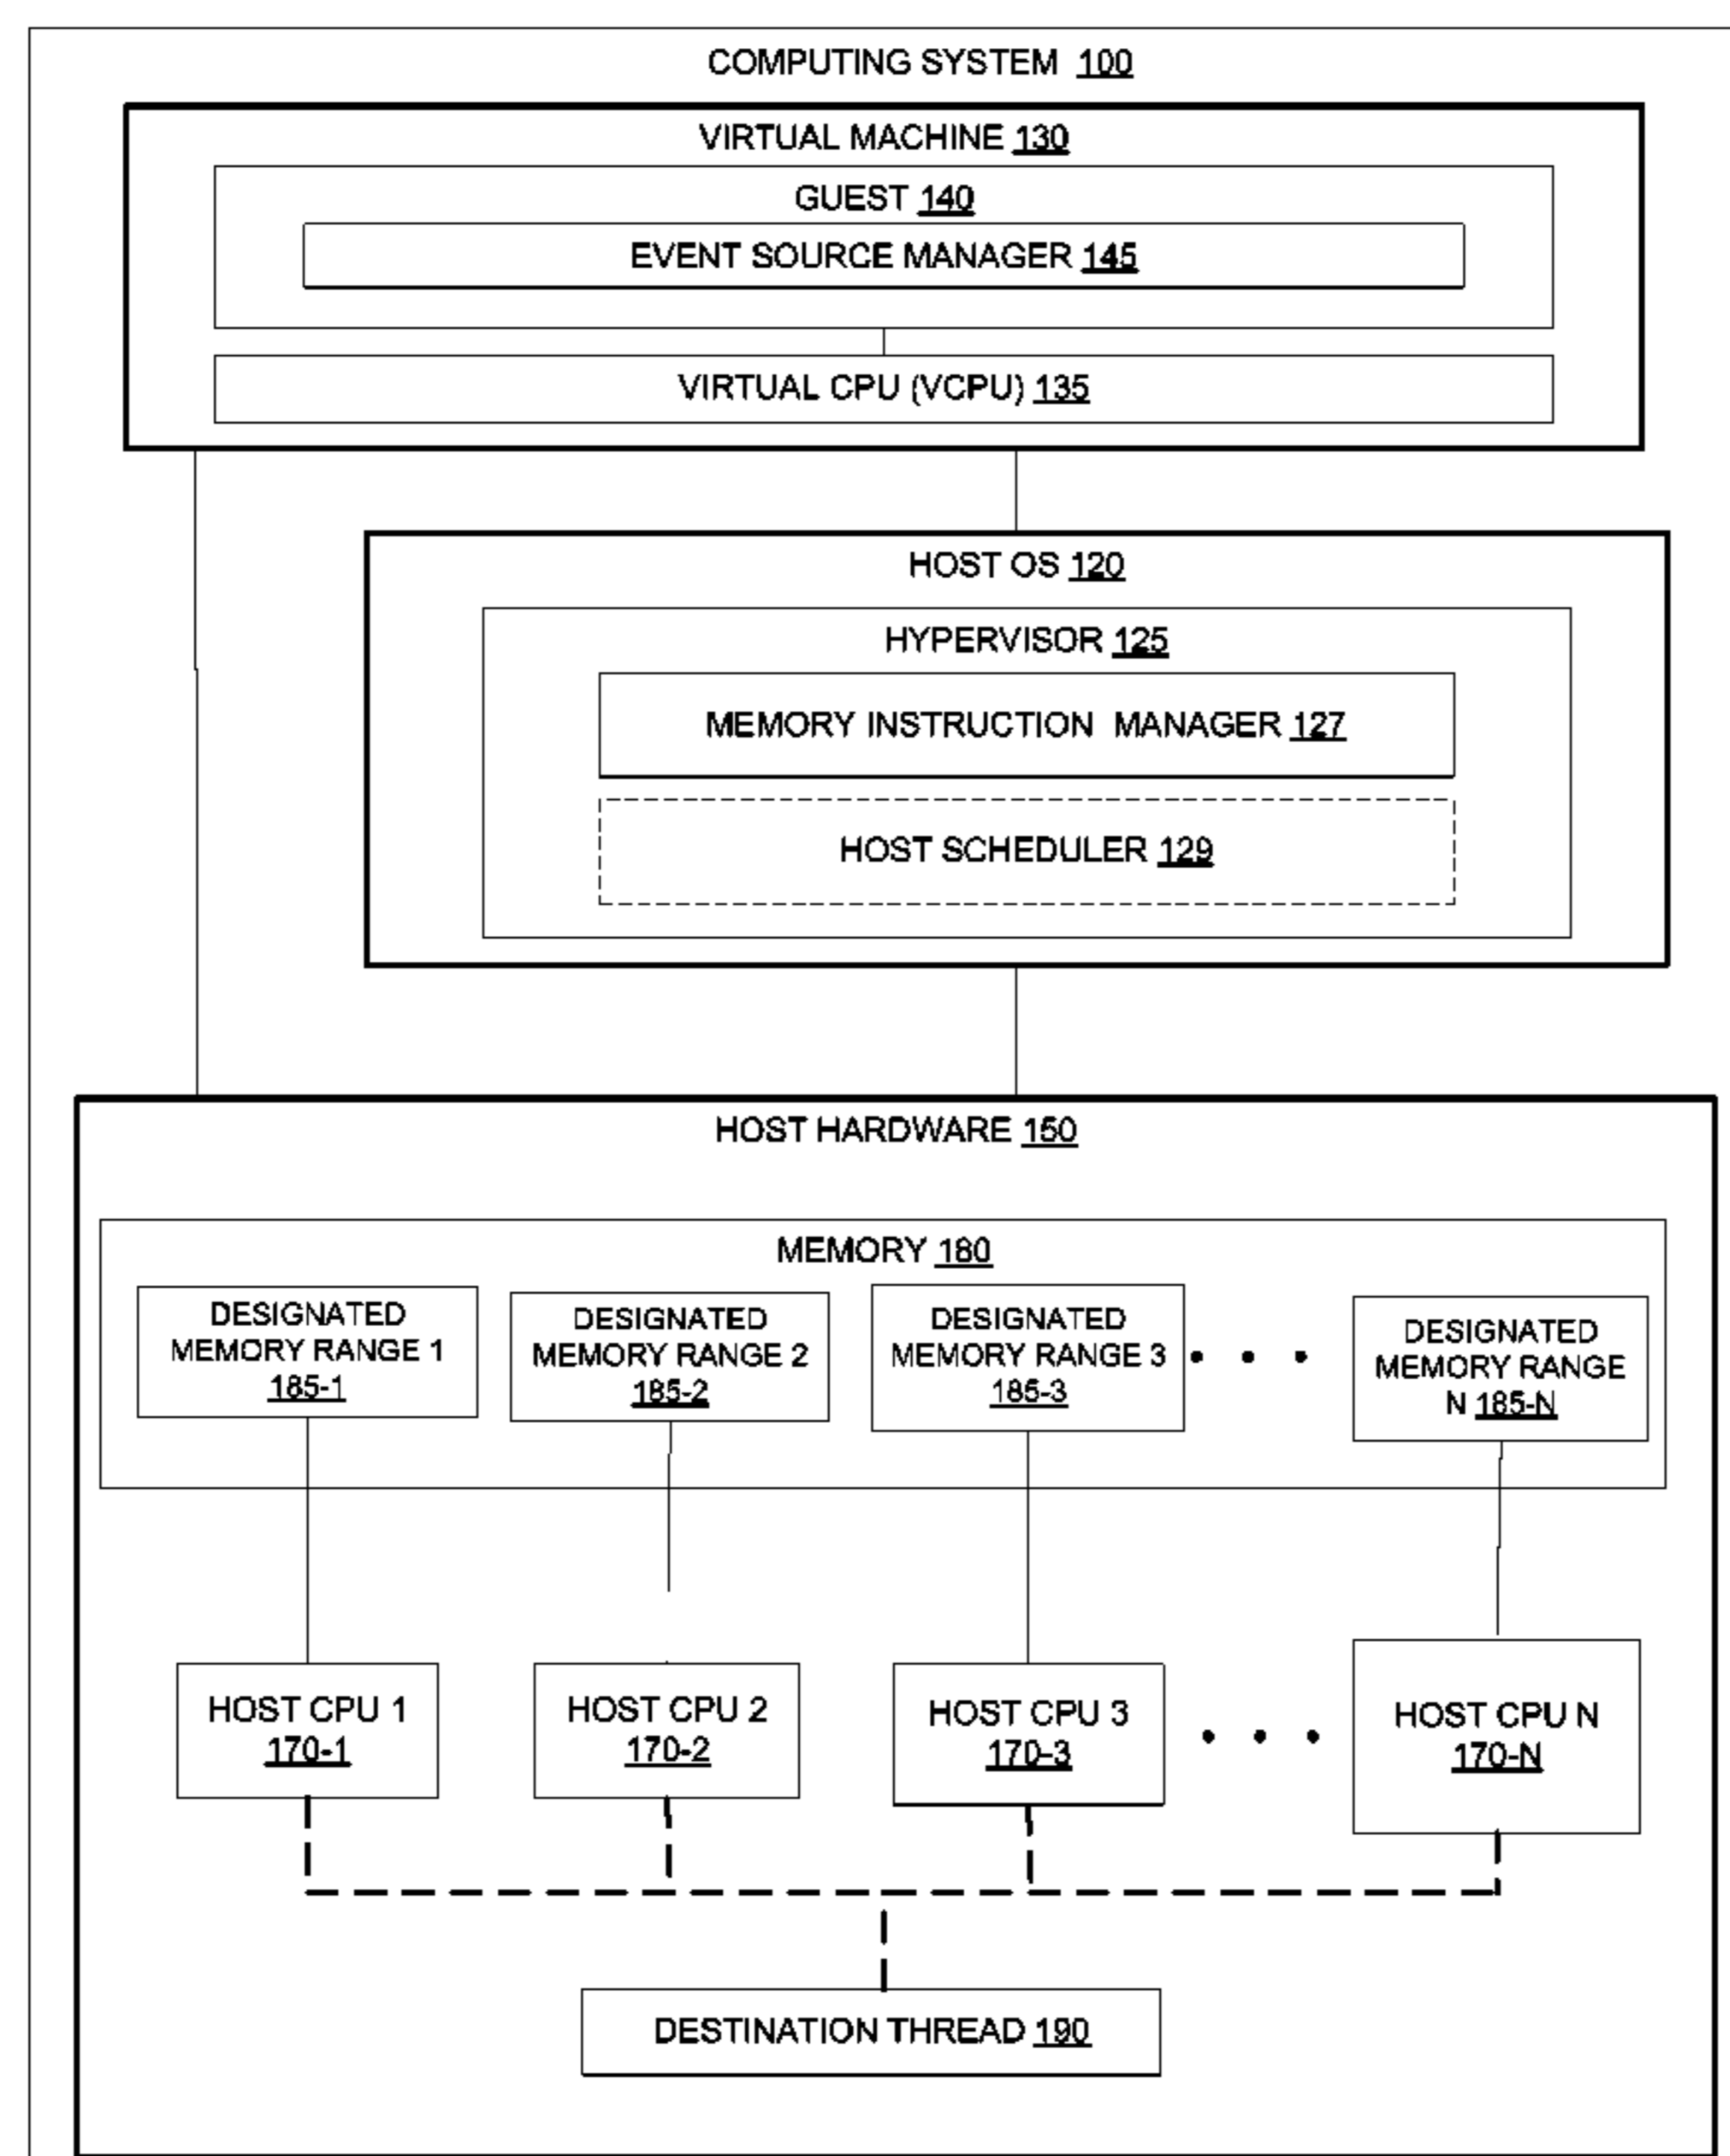 COMPUTING SYSTEM 100
VIRTUAL MACHINE 130
GUEST 140
EVENT SOURCE MANAGER 145
VIRTUAL CPU (VCPU) 135
HOST OS 120
HYPERVISOR 125
MEMORY INSTRUCTION MANAGER 127
HOST SCHEDULER 129
HOST HARDWARE 150
MEMORY 180
DESIGNATED
MEMORY RANGE 1
185-1
DESIGNATED
MEMORY RANGE 2
185-2
DESIGNATED
MEMORY RANGE 3
185-3
• • •
DESIGNATED
MEMORY RANGE
N 185-N
HOST CPU 1
170-1
HOST CPU 2
170-2
HOST CPU 3
170-3
• • •
HOST CPU N
170-N
DESTINATION THREAD 190